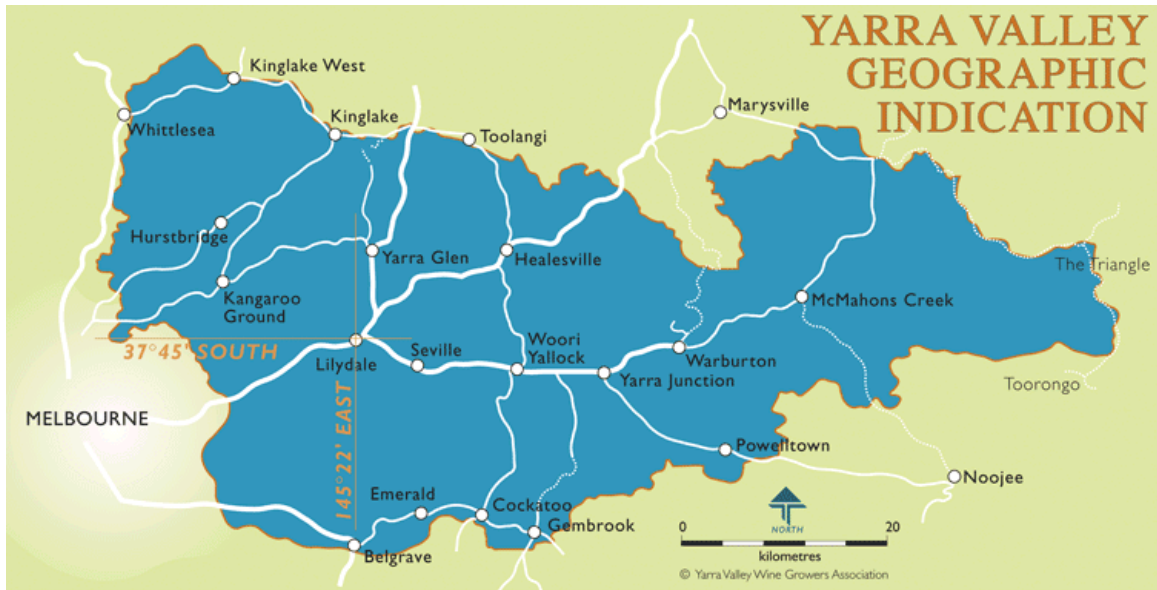 YARRA VALLEY
GEOGRAPHIC
INDICATION
Kinglake West
Whittlesea
Kinglake
Toolangi
Marysville
Hurstbridge
Yarra Glen
Healesville
The Triangle
Kangaroo
Ground
McMahons Creek
37°45' SOUTH
Lilydale
Seville
Woori
Yallock
Warburton
Yarra Junction
Toorongo
MELBOURNE
145°22' EAST
Powelltown
Noojee
Emerald
Cockatoo
Gembrook
Belgrave
NORTH
0 20
kilometres
© Yarra Valley Wine Growers Association